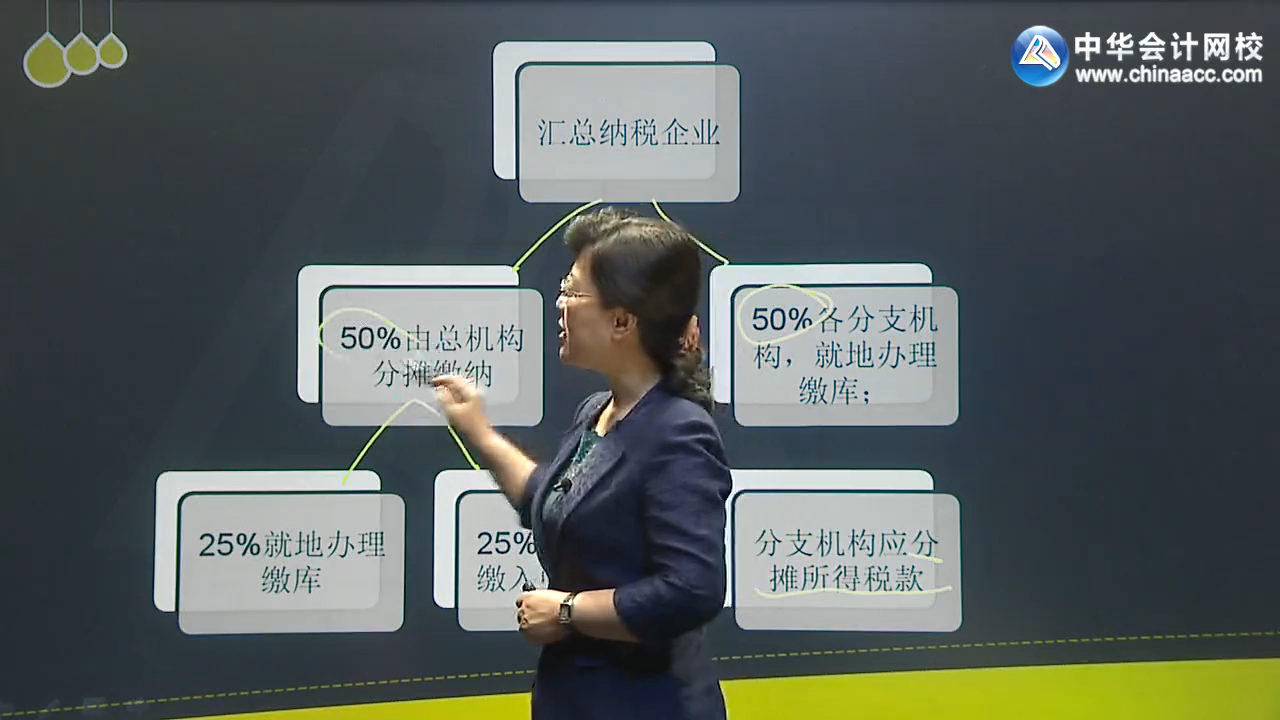 中华会计网校
www.chinaacc.com
汇总纳税企业
50%由总机构
分摊缴纳
50%各分支机
构，就地办理
缴库；
25%就地办理
缴库
25%
缴入
分支机构应分
摊所得税款